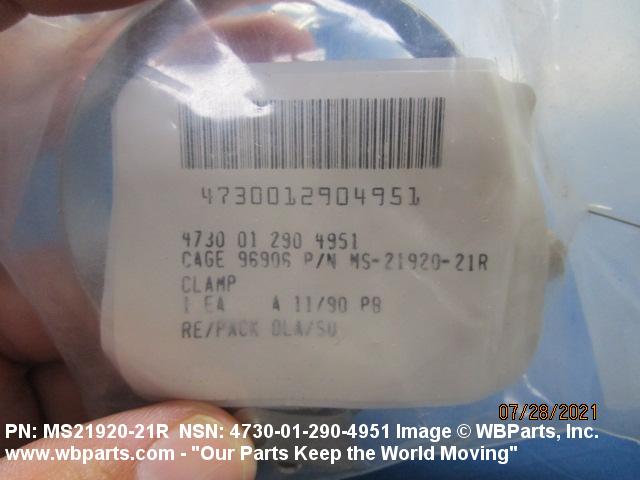 4730012904951
4730 01 290 4951
CAGE 96906 P/N MS-21920-21R
CLAMP
1 EA A 11/90 PB
RE/PACK DLA/SU
07/28/2021
PN: MS21920-21R NSN: 4730-01-290-4951 Image © WBParts, Inc.
www.wbparts.com - "Our Parts Keep the World Moving"